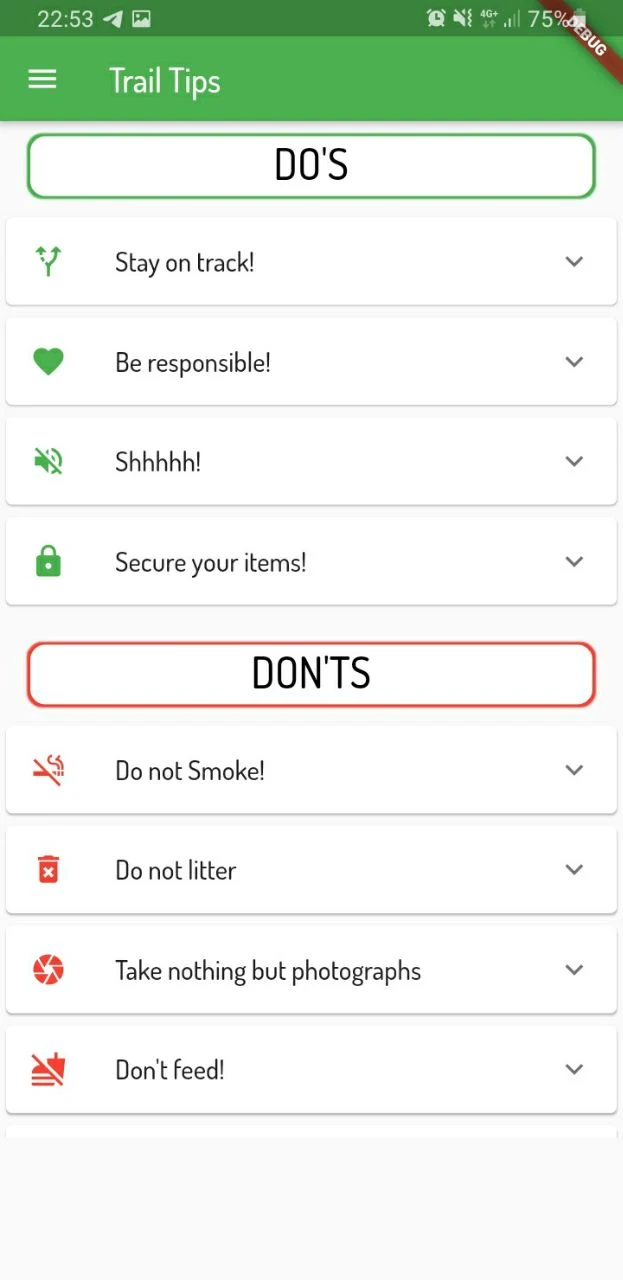 22:53
4G+
75%
DEBUG
Trail Tips
DO'S
Stay on track!
Be responsible!
Shhhhh!
Secure your items!
DON'TS
Do not Smoke!
Do not litter
Take nothing but photographs
Don't feed!